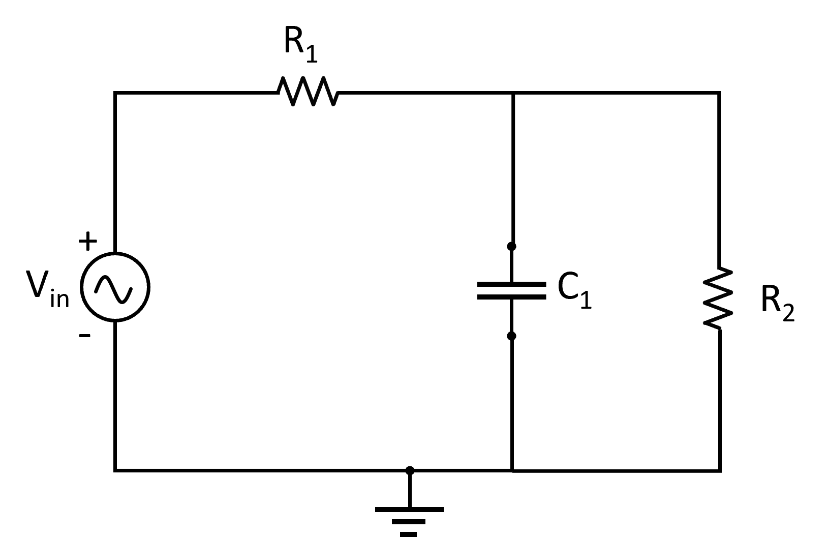 R1
+
Vin
-
C1
R2